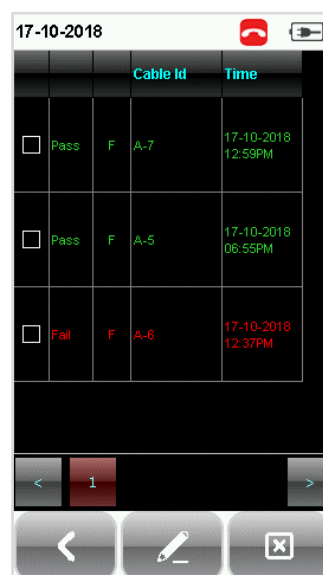 17-10-2018
Cable Id Time
Pass F A-7 17-10-2018
12:59PM
Pass F A-5 17-10-2018
06:55PM
Fail F A-6 17-10-2018
12:37PM
< 1 >